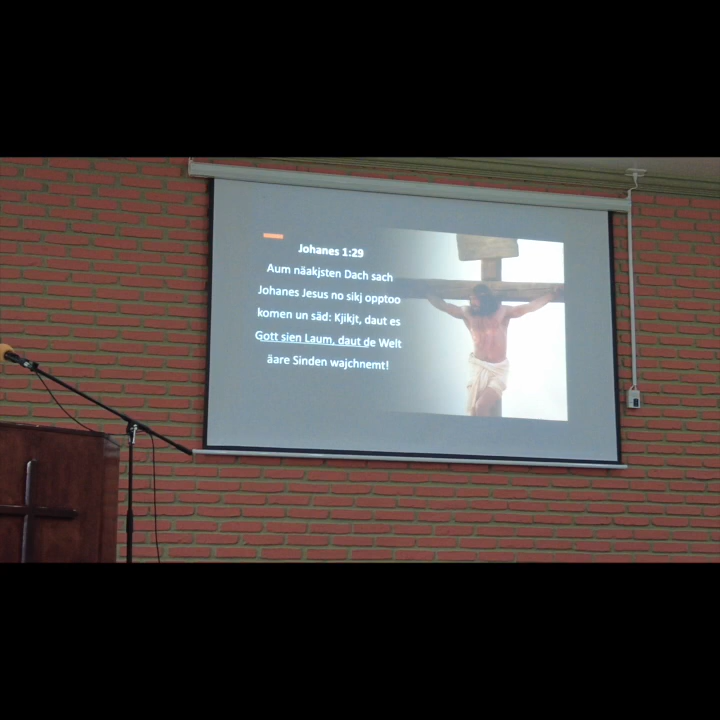 Johanes 1:29
Aum näakjsten Dach sach
Johanes Jesus no sikj opptoo
komen un säd: Kjikjt, daut es
Gott sien Laum, daut de Welt
äare Sinden wajchnemt!